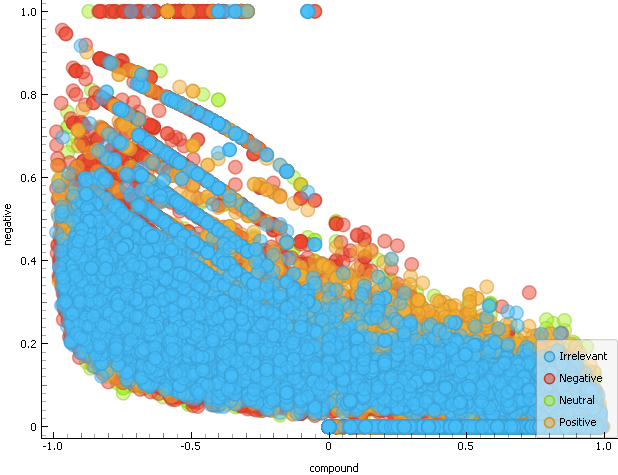 1.0
0.8
0.6
0.4
0.2
0
negative
-1.0
-0.5
0
0.5
1.0
compound
Irrelevant
Negative
Neutral
Positive